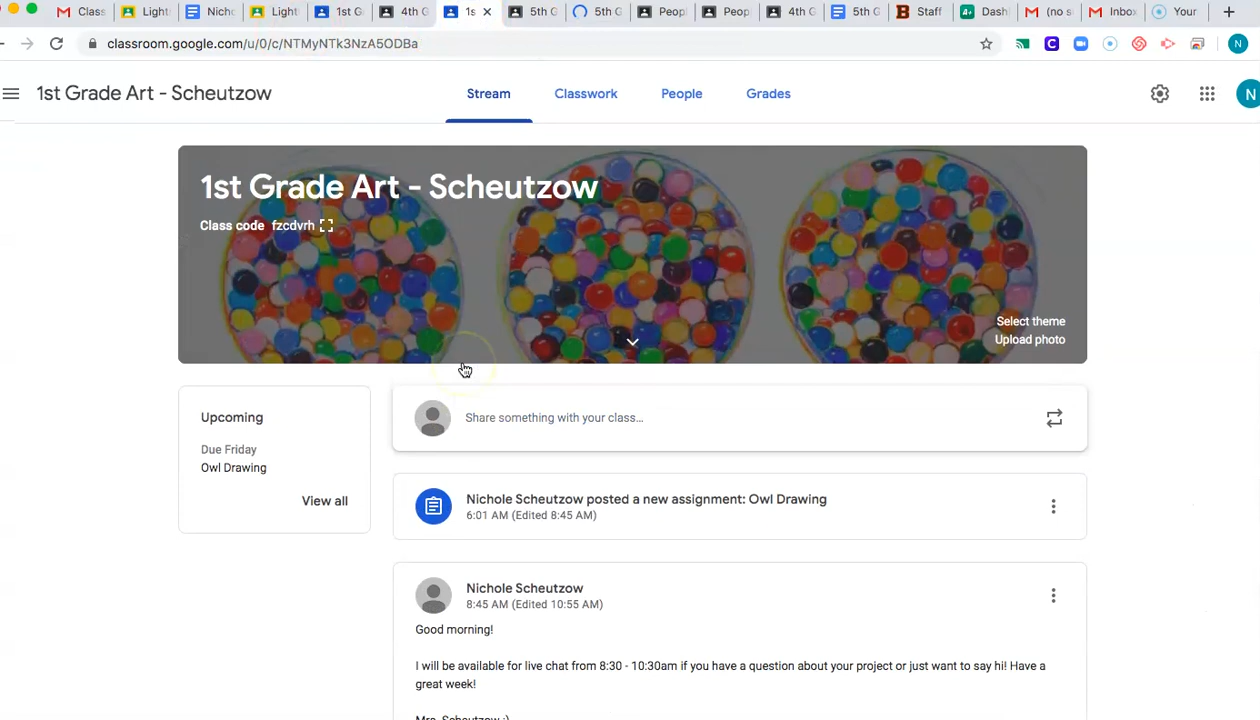 Class
Light
Nicho
Light
1st G
4th G
1s
5th G
5th G
Peop
Peop
4th G
5th G
Staff
Dash
(no s
Inbox
Your
classroom.google.com/u/0/c/NTMyNTk3NzA5ODBa
N
1st Grade Art - Scheutzow
Stream
Classwork
People
Grades
N
1st Grade Art - Scheutzow
Class code fzcdvrh
Select theme
Upload photo
Upcoming
Due Friday
Owl Drawing
View all
Share something with your class…
Nichole Scheutzow posted a new assignment: Owl Drawing
6:01 AM (Edited 8:45 AM)
Nichole Scheutzow
8:45 AM (Edited 10:55 AM)
Good morning!
I will be available for live chat from 8:30 - 10:30am if you have a question about your project or just want to say hi! Have a
great week!
Mrs. Scheutzow :)